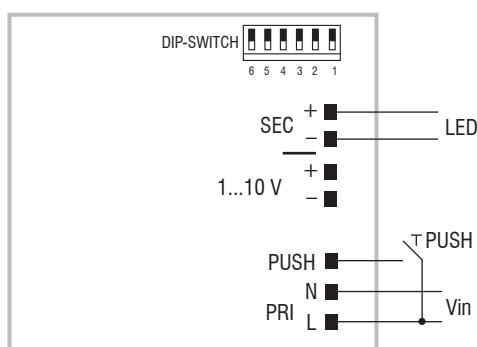 DIP-SWITCH
6 5 4 3 2 1
+
SEC
–
LED
+
1...10 V
–
PUSH
PUSH
N
PRI
L
Vin